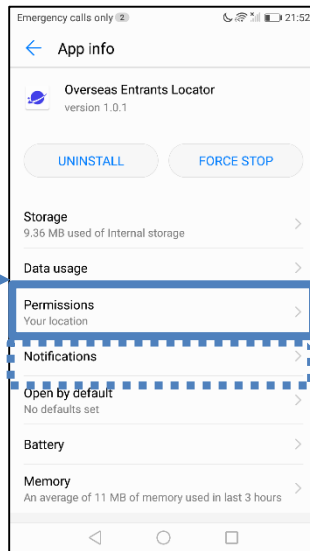 Emergency calls only 2 21:52
App info
Overseas Entrants Locator
version 1.0.1
UNINSTALL FORCE STOP
Storage
9.36 MB used of Internal storage
Data usage
Permissions
Your location
Notifications
Open by default
No defaults set
Battery
Memory
An average of 11 MB of memory used in last 3 hours